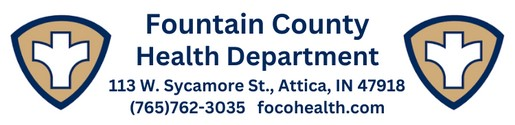 Fountain County
Health Department
113 W. Sycamore St., Attica, IN 47918
(765)762-3035 focohealth.com